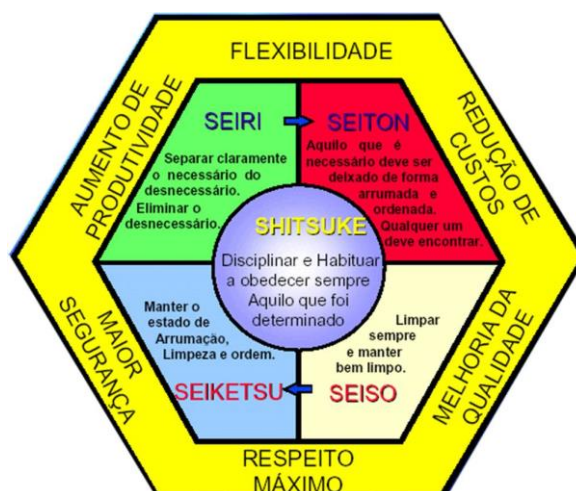 FLEXIBILIDADE
AUMENTO DE
PRODUTIVIDADE
REDUÇÃO DE
CUSTOS
SEIRI
Separar claramente
o necessário do
desnecessário.
Eliminar o
desnecessário.
SEITON
Aquilo que é
necessário deve ser
deixado de forma
arrumada e
ordenada.
Qualquer um
deve encontrar.
SHITSUKE
Disciplinar e Habituar
a obedecer sempre
Aquilo que foi
determinado
Manter o
estado de
Arrumação,
Limpeza e ordem.
SEIKETSU
Limpar
sempre
e manter
bem limpo.
SEISO
MAIOR
SEGURANÇA
MELHORIA DA
QUALIDADE
RESPEITO
MÁXIMO